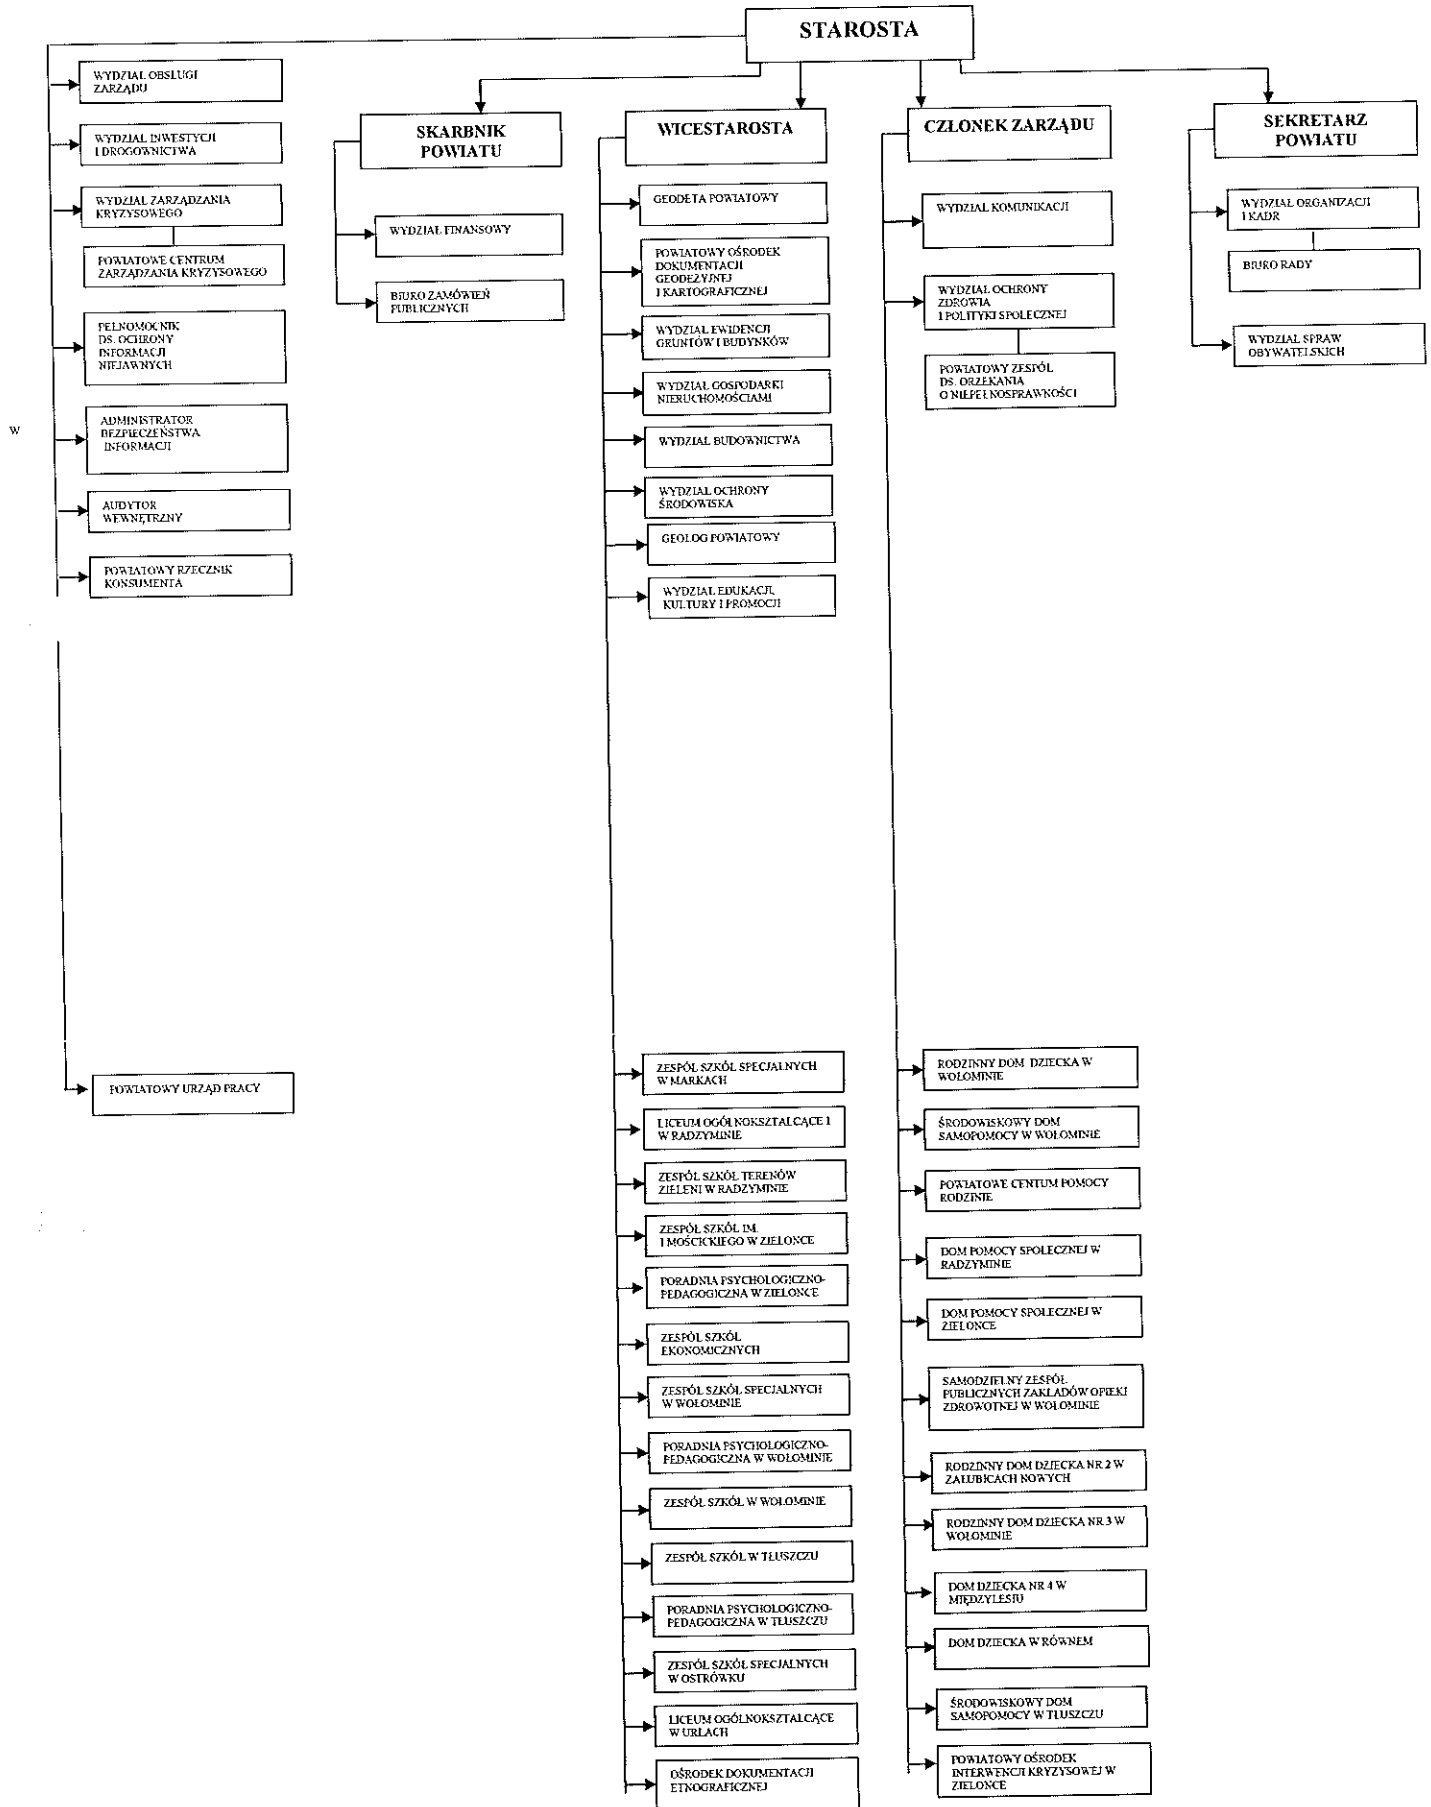 STAROSTA
WYDZIAŁ OBSŁUGI
ZARZĄDU
WYDZIAŁ INWESTYCJI
I DROGOWNICTWA
WYDZIAŁ ZARZĄDZANIA
KRYZYSOWEGO
POWIATOWE CENTRUM
ZARZĄDZANIA KRYZYSOWEGO
PEŁNOMOCNIK
DS. OCHRONY
INFORMACJI
NIEJAWNYCH
W
ADMINISTRATOR
BEZPIECZEŃSTWA
INFORMACJI
AUDYTOR
WEWNĘTRZNY
POWIATOWY RZECZNIK
KONSUMENTA
POWIATOWY URZĄD PRACY
SKARBNIK
POWIATU
WYDZIAŁ FINANSOWY
BIURO ZAMÓWIEŃ
PUBLICZNYCH
WICESTAROSTA
GEODETA POWIATOWY
POWIATOWY OŚRODEK
DOKUMENTACJI
GEODEZYJNEJ
I KARTOGRAFICZNEJ
WYDZIAŁ EWIDENCJI
GRUNTÓW I BUDYNKÓW
WYDZIAŁ GOSPODARKI
NIERUCHOMOŚCIAMI
WYDZIAŁ BUDOWNICTWA
WYDZIAŁ OCHRONY
ŚRODOWISKA
GEOLOG POWIATOWY
WYDZIAŁ EDUKACJI,
KULTURY I PROMOCJI
ZESPÓŁ SZKÓŁ SPECJALNYCH
W MARKACH
LICEUM OGÓLNOKSZTAŁCĄCE I
W RADZYMINIE
ZESPÓŁ SZKÓŁ TERENÓW
ZIELENI W RADZYMINIE
ZESPÓŁ SZKÓŁ IM.
I MOŚCICKIEGO W ZIELONCE
PORADNIA PSYCHOLOGICZNO-
PEDAGOGICZNA W ZIELONCE
ZESPÓŁ SZKÓŁ
EKONOMICZNYCH
ZESPÓŁ SZKÓŁ SPECJALNYCH
W WOŁOMINIE
PORADNIA PSYCHOLOGICZNO-
PEDAGOGICZNA W WOŁOMINIE
ZESPÓŁ SZKÓŁ W WOŁOMINIE
ZESPÓŁ SZKÓŁ W TŁUSZCZU
PORADNIA PSYCHOLOGICZNO-
PEDAGOGICZNA W TŁUSZCZU
ZESPÓŁ SZKÓŁ SPECJALNYCH
W OSTRÓWKU
LICEUM OGÓLNOKSZTAŁCĄCE
W URLACH
OŚRODEK DOKUMENTACJI
ETNOGRAFICZNEJ
CZŁONEK ZARZĄDU
WYDZIAŁ KOMUNIKACJI
WYDZIAŁ OCHRONY
ZDROWIA
I POLITYKI SPOŁECZNEJ
POWIATOWY ZESPÓŁ
DS. ORZEKANIA
O NIEPEŁNOSPRAWNOŚCI
RODZINNY DOM DZIECKA W
WOŁOMINIE
ŚRODOWISKOWY DOM
SAMOPOMOCY W WOŁOMINIE
POWIATOWE CENTUM POMOCY
RODZINIE
DOM POMOCY SPOŁECZNEJ W
RADZYMINIE
DOM POMOCY SPOŁECZNEJ W
ZIELONCE
SAMODZIELNY ZESPÓŁ
PUBLICZNYCH ZAKŁADÓW OPIEKI
ZDROWOTNEJ W WOŁOMINIE
RODZINNY DOM DZIECKA NR 2 W
ZAŁUBICACH NOWYCH
RODZINNY DOM DZIECKA NR 3 W
WOŁOMINIE
DOM DZIECKA NR 4 W
MIĘDZYLESIU
DOM DZIECKA W RÓWNEM
ŚRODOWISKOWY DOM
SAMOPOMOCY W TŁUSZCZU
POWIATOWY OŚRODEK
INTERWENCJI KRYZYSOWEJ W
ZIELONCE
SEKRETARZ
POWIATU
WYDZIAŁ ORGANIZACJI
I KADR
BIURO RADY
WYDZIAŁ SPRAW
OBYWATELSKICH